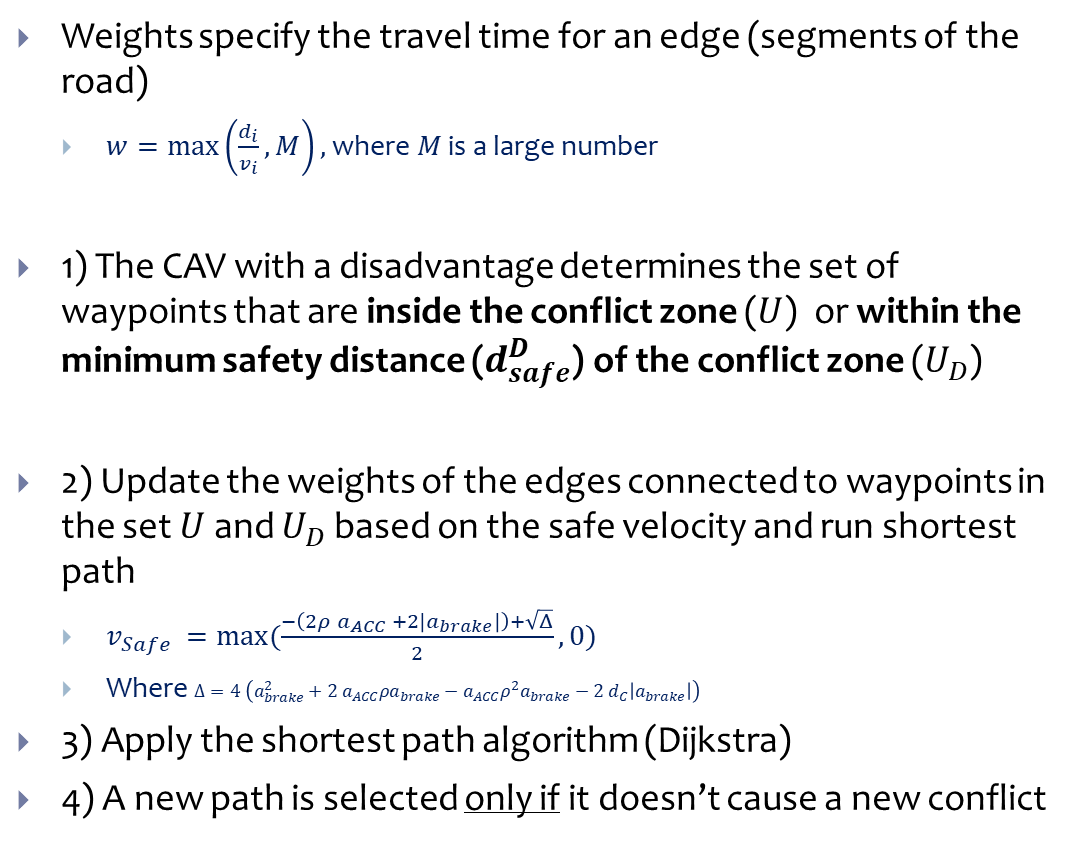 Weights specify the travel time for an edge (segments of the
road)
w = max(d_i/v_i, M), where M is a large number
1) The CAV with a disadvantage determines the set of
waypoints that are inside the conflict zone (U) or within the
minimum safety distance (d_safe^D) of the conflict zone (U_D)
2) Update the weights of the edges connected to waypoints in
the set U and U_D based on the safe velocity and run shortest
path
v_Safe = max((-(2ρ a_ACC +2|a_brake|)+√Δ)/2, 0)
Where Δ = 4 (a_brake^2 + 2 a_ACC ρa_brake − a_ACC ρ^2 a_brake − 2 d_C|a_brake|)
3) Apply the shortest path algorithm (Dijkstra)
4) A new path is selected only if it doesn't cause a new conflict